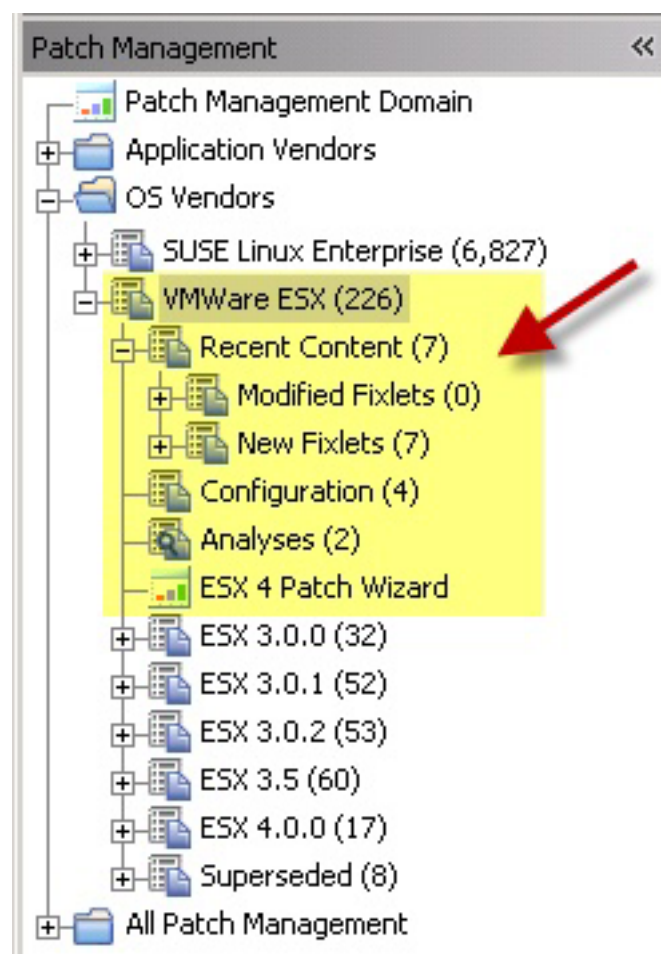 Patch Management
Patch Management Domain
Application Vendors
OS Vendors
SUSE Linux Enterprise (6,827)
VMWare ESX (226)
Recent Content (7)
Modified Fixlets (0)
New Fixlets (7)
Configuration (4)
Analyses (2)
ESX 4 Patch Wizard
ESX 3.0.0 (32)
ESX 3.0.1 (52)
ESX 3.0.2 (53)
ESX 3.5 (60)
ESX 4.0.0 (17)
Superseded (8)
All Patch Management